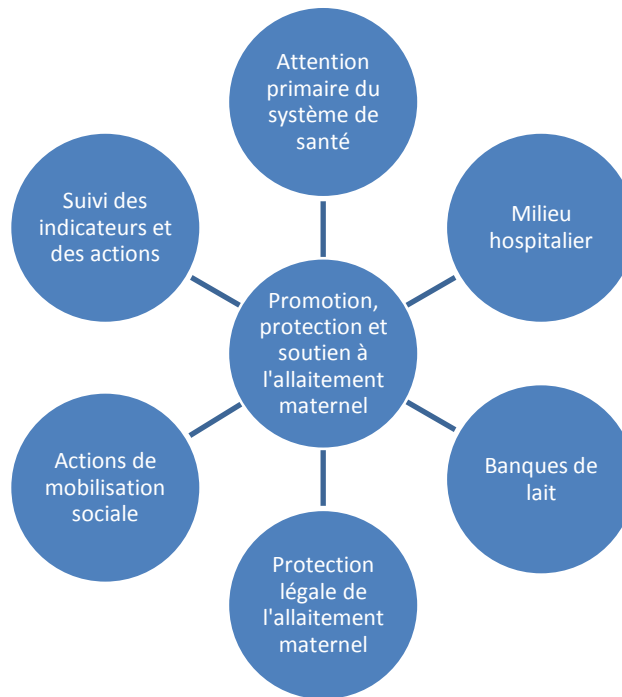 Attention
primaire du
système de
santé
Suivi des
indicateurs et
des actions
Milieu
hospitalier
Promotion,
protection et
soutien à
l'allaitement
maternel
Actions de
mobilisation
sociale
Banques de
lait
Protection
légale de
l'allaitement
maternel